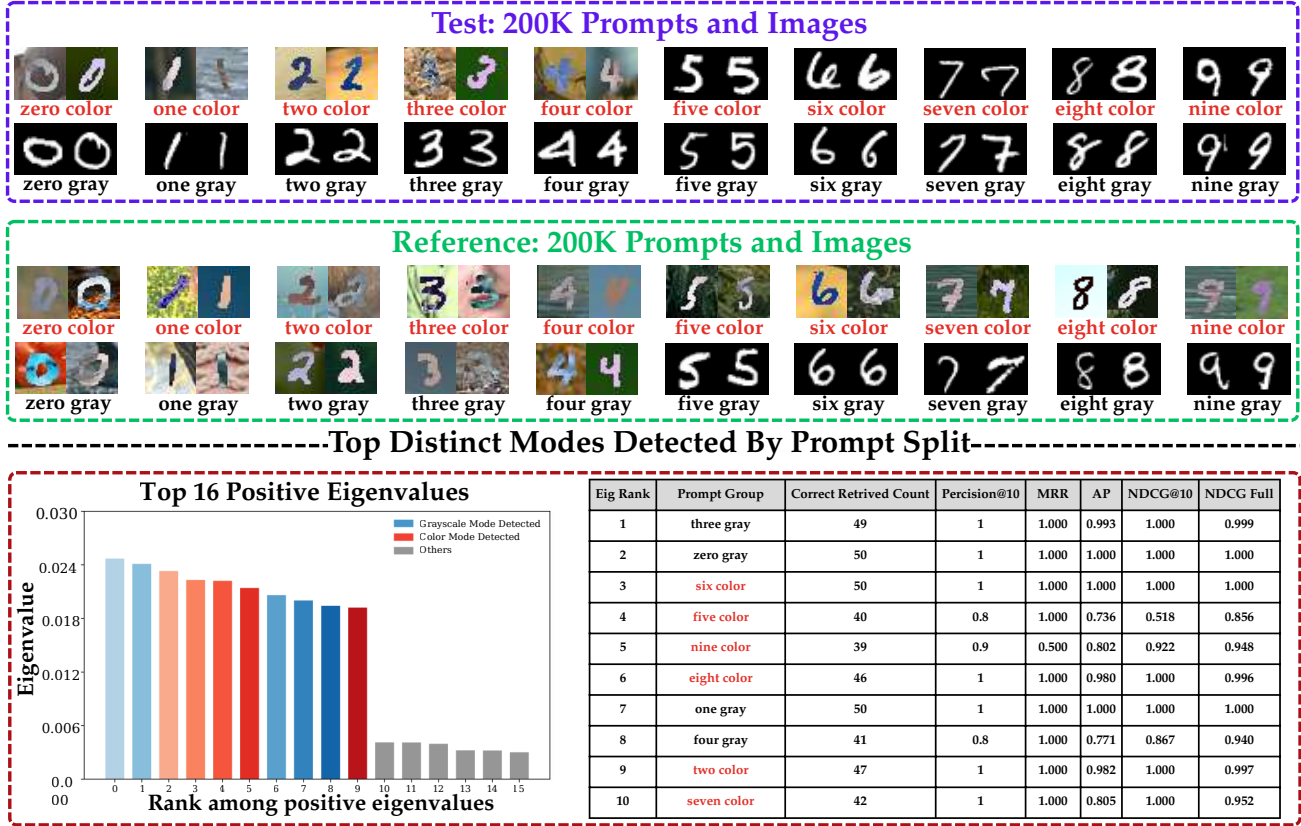 Test: 200K Prompts and Images
zero color one color two color three color four color five color six color seven color eight color nine color
zero gray one gray two gray three gray four gray five gray six gray seven gray eight gray nine gray
Reference: 200K Prompts and Images
zero color one color two color three color four color five color six color seven color eight color nine color
zero gray one gray two gray three gray four gray five gray six gray seven gray eight gray nine gray
Top Distinct Modes Detected By Prompt Split
Top 16 Positive Eigenvalues
Grayscale Mode Detected
Color Mode Detected
Others
Eigenvalue
0.030
0.024
0.018
0.012
0.006
0.0
00
0 1 2 3 4 5 6 7 8 9 10 11 12 13 14 15
Rank among positive eigenvalues
Eig Rank Prompt Group Correct Retrived Count Percision@10 MRR AP NDCG@10 NDCG Full
1 three gray 49 1 1.000 0.993 1.000 0.999
2 zero gray 50 1 1.000 1.000 1.000 1.000
3 six color 50 1 1.000 1.000 1.000 1.000
4 five color 40 0.8 1.000 0.736 0.518 0.856
5 nine color 39 0.9 0.500 0.802 0.922 0.948
6 eight color 46 1 1.000 0.980 1.000 0.996
7 one gray 50 1 1.000 1.000 1.000 1.000
8 four gray 41 0.8 1.000 0.771 0.867 0.940
9 two color 47 1 1.000 0.982 1.000 0.997
10 seven color 42 1 1.000 0.805 1.000 0.952